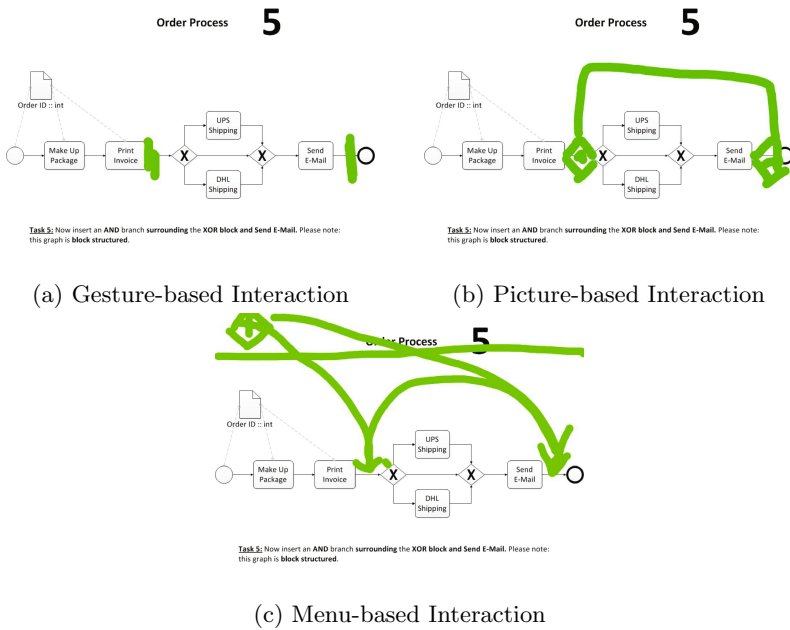 Order Process 5
Order ID :: int
Make Up
Package
Print
Invoice
X
UPS
Shipping
DHL
Shipping
X
Send
E-Mail
Task 5: Now insert an AND branch surrounding the XOR block and Send E-Mail. Please note:
this graph is block structured.
(a) Gesture-based Interaction
Order Process 5
Order ID :: int
Make Up
Package
Print
Invoice
X
UPS
Shipping
DHL
Shipping
X
Send
E-Mail
Task 5: Now insert an AND branch surrounding the XOR block and Send E-Mail. Please note:
this graph is block structured.
(b) Picture-based Interaction
Order Process 5
Order ID :: int
Make Up
Package
Print
Invoice
X
UPS
Shipping
DHL
Shipping
X
Send
E-Mail
Task 5: Now insert an AND branch surrounding the XOR block and Send E-Mail. Please note:
this graph is block structured.
(c) Menu-based Interaction